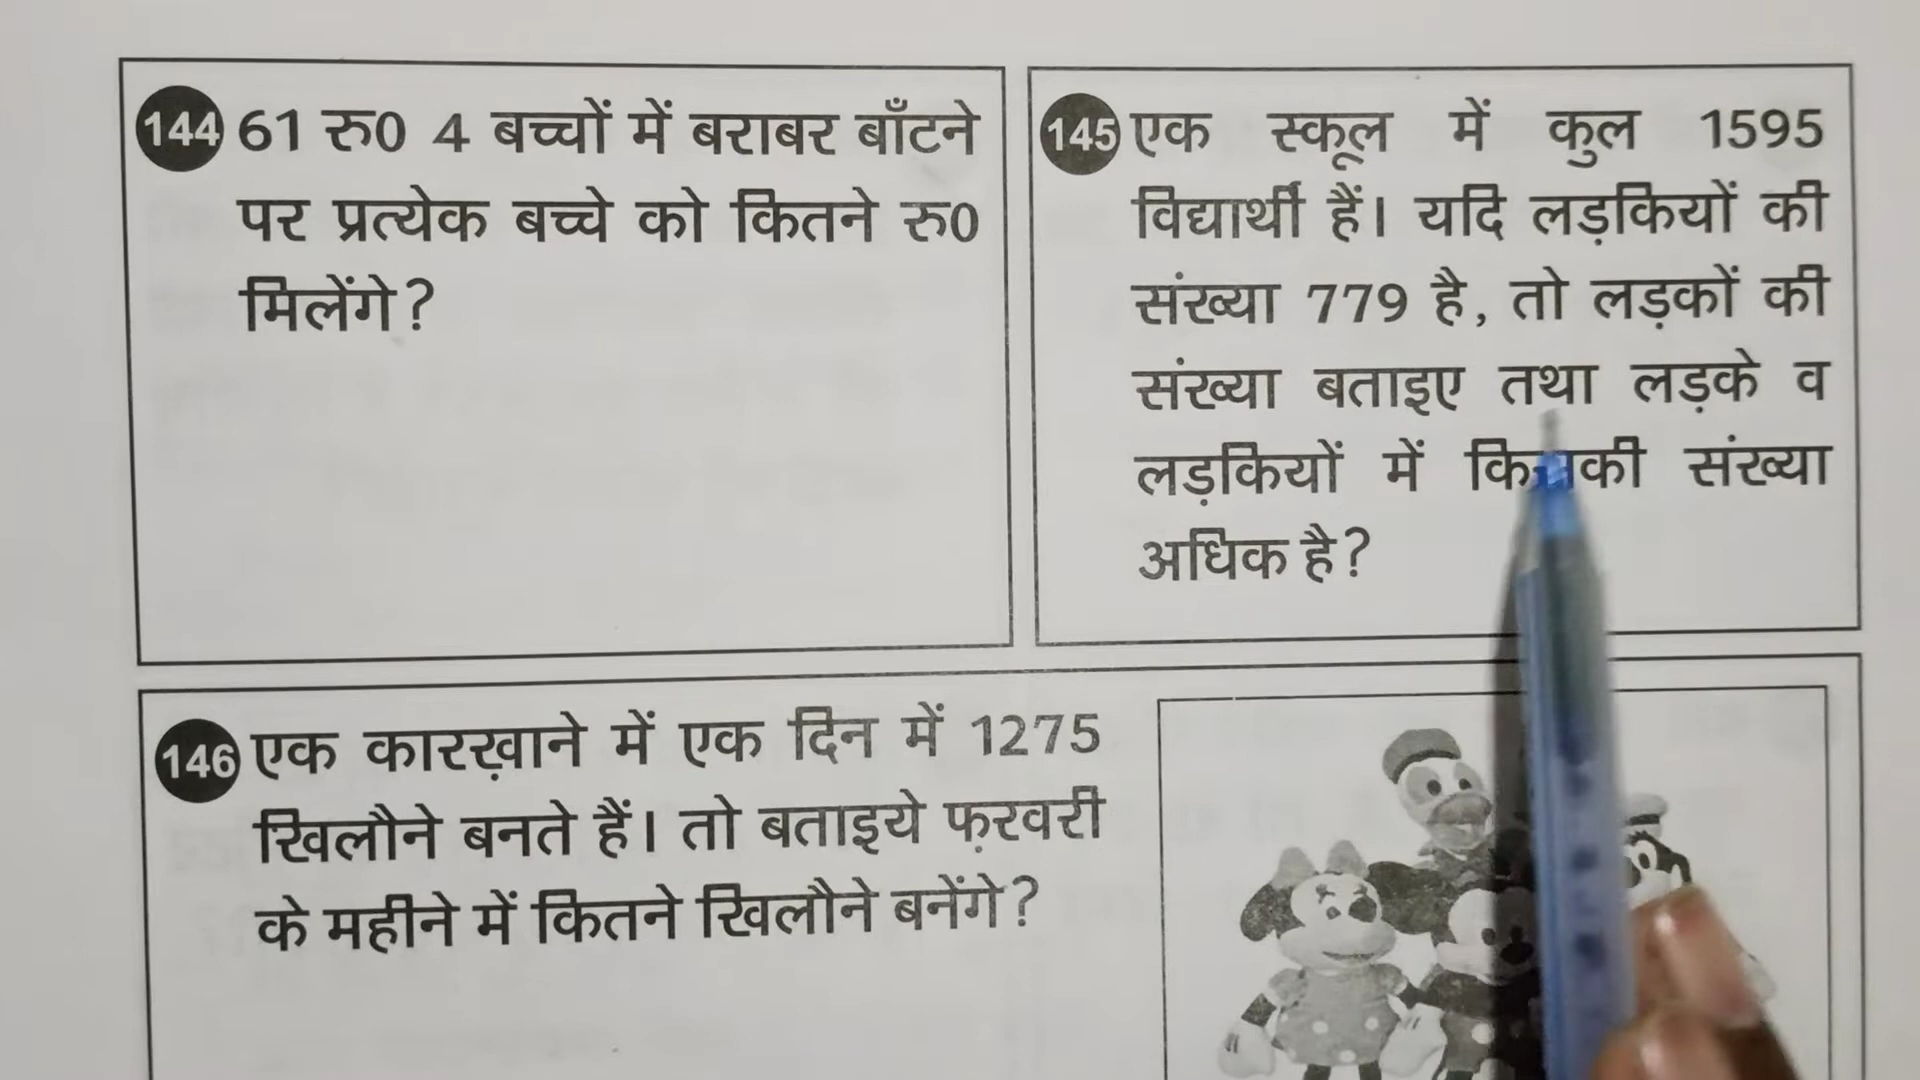 144 61 रु0 4 बच्चों में बराबर बाँटने
पर प्रत्येक बच्चे को कितने रु0
मिलेंगे?
145 एक स्कूल में कुल 1595
विद्यार्थी हैं। यदि लड़कियों की
संख्या 779 है, तो लड़कों की
संख्या बताइए तथा लड़के व
लड़कियों में संख्या
अधिक है?
146 एक कारख़ाने में एक दिन में 1275
खिलौने बनते हैं। तो बताइये फ़रवरी
के महीने में कितने खिलौने बनेंगे?